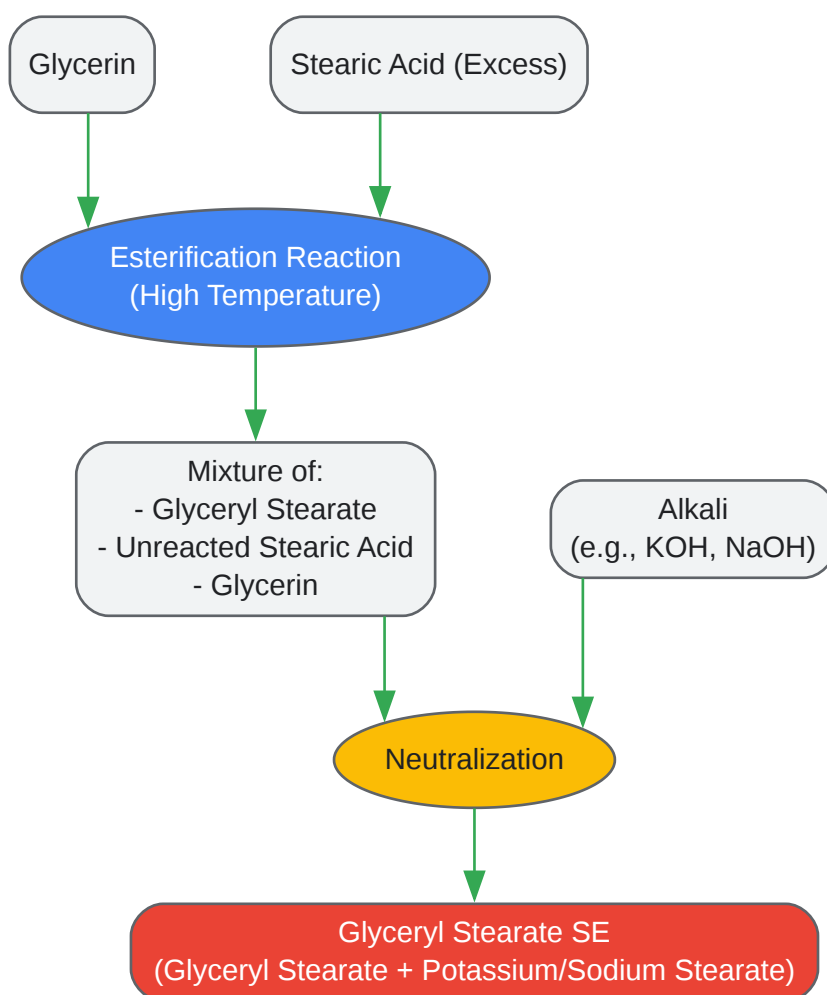 Glycerin
Stearic Acid (Excess)
Esterification Reaction
(High Temperature)
Mixture of:
- Glyceryl Stearate
- Unreacted Stearic Acid
- Glycerin
Alkali
(e.g., KOH, NaOH)
Neutralization
Glyceryl Stearate SE
(Glyceryl Stearate + Potassium/Sodium Stearate)